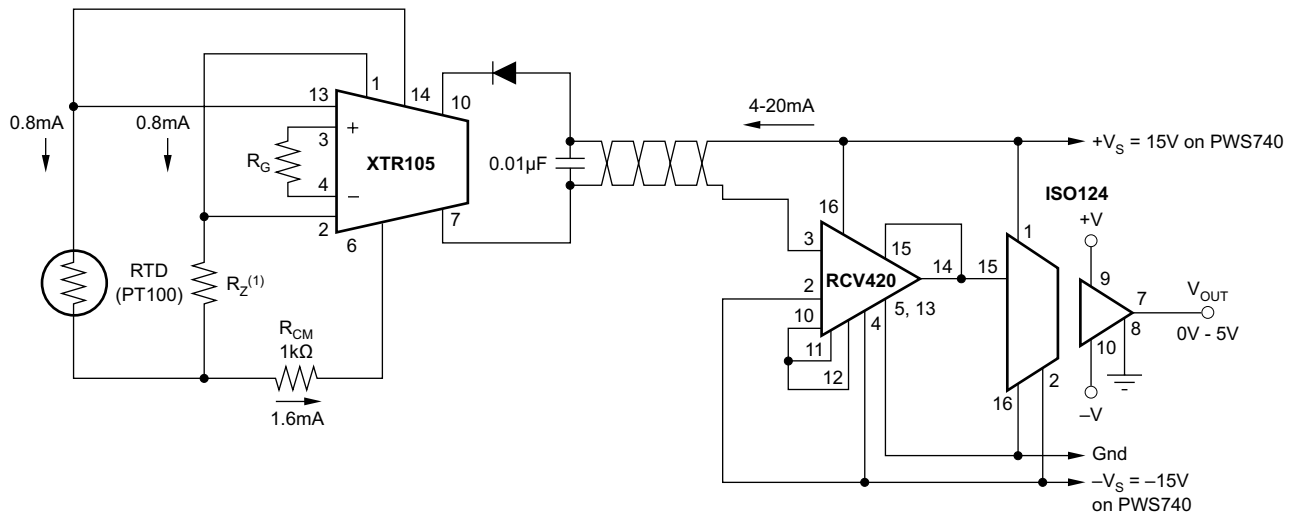 0.8mA
0.8mA
13
1
14
10
3
+
R_G
XTR105
4
−
2
6
7
RTD
(PT100)
R_Z(1)
R_CM
1kΩ
1.6mA
0.01µF
4-20mA
+V_S = 15V on PWS740
ISO124
+V
16
3
15
2
RCV420
14
15
10
11
12
4
5, 13
1
9
7
8
10
2
16
−V
V_OUT
0V - 5V
Gnd
–V_S = –15V
on PWS740